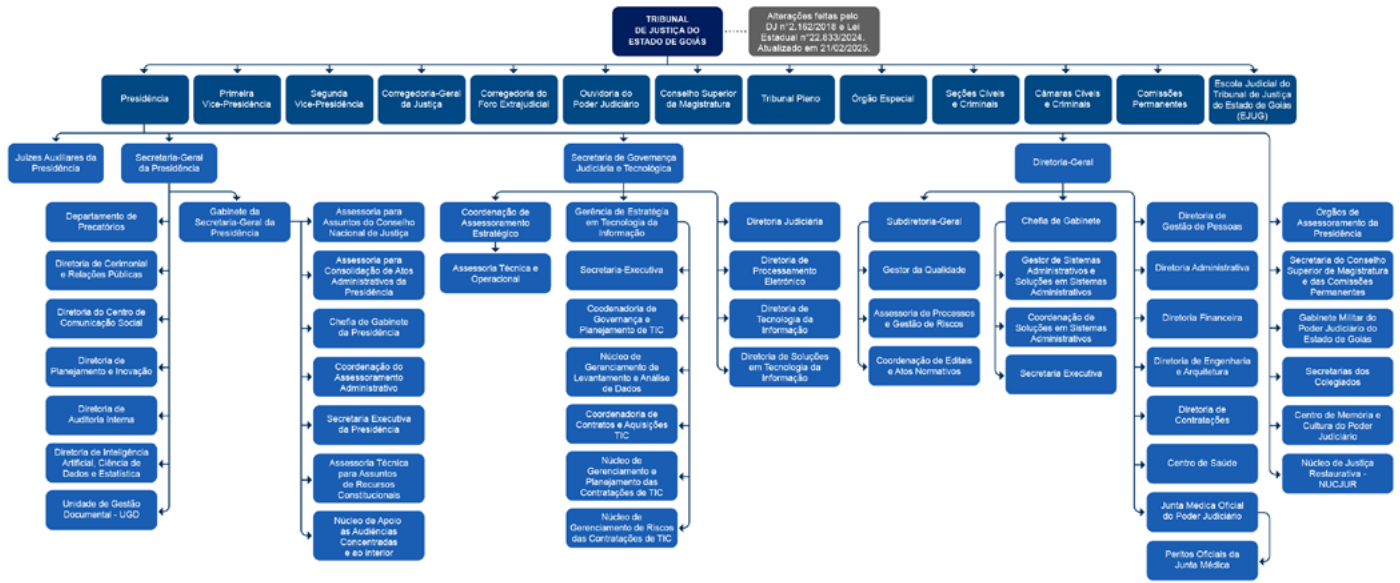 TRIBUNAL
DE JUSTIÇA DO
ESTADO DE GOIÁS
Alterações feitas pelo
DJ n°2.162/2018 e Lei
Estadual n°22.833/2024.
Atualizado em 21/02/2025.
Presidência
Primeira
Vice-Presidência
Segunda
Vice-Presidência
Corregedoria-Geral
da Justiça
Corregedoria do
Foro Extrajudicial
Ouvidoria do
Poder Judiciário
Conselho Superior
da Magistratura
Tribunal Pleno
Órgão Especial
Seções Cíveis
e Criminais
Câmaras Cíveis
e Criminais
Comissões
Permanentes
Escola Judicial do
Tribunal de Justiça
do Estado de Goiás
(EJUG)
Juízes Auxiliares da
Presidência
Secretaria-Geral
da Presidência
Secretaria de Governança
Judiciária e Tecnológica
Diretoria-Geral
Departamento de
Precatórios
Diretoria de Cerimonial
e Relações Públicas
Diretoria do Centro de
Comunicação Social
Diretoria de
Planejamento e Inovação
Diretoria de
Auditoria Interna
Diretoria de Inteligência
Artificial, Ciência de
Dados e Estatística
Unidade de Gestão
Documental - UGD
Gabinete da
Secretaria-Geral da
Presidência
Assessoria para
Assuntos do Conselho
Nacional de Justiça
Assessoria para
Consolidação de Atos
Administrativos da
Presidência
Chefia de Gabinete
da Presidência
Coordenação do
Assessoramento
Administrativo
Secretaria Executiva
da Presidência
Assessoria Técnica
para Assuntos
de Recursos
Constitucionais
Núcleo de Apoio
às Audiências
Concentradas
e ao Interior
Coordenação de
Assessoramento
Estratégico
Assessoria Técnica e
Operacional
Gerência de Estratégia
em Tecnologia da
Informação
Secretaria-Executiva
Coodenadoria de
Governança e
Planejamento de TIC
Núcleo de
Gerenciamento de
Levantamento e Análise
de Dados
Coordenadoria de
Contratos e Aquisições
TIC
Núcleo de
Gerenciamento e
Planejamento das
Contratações de TIC
Núcleo de
Gerenciamento de Riscos
das Contratações de TIC
Diretoria Judiciária
Diretoria de
Processamento
Eletrônico
Diretoria de
Tecnologia da
Informação
Diretoria de Soluções
em Tecnologia da
Informação
Subdiretoria-Geral
Gestor da Qualidade
Assessoria de Processos
e Gestão de Riscos
Coordenação de Editais
e Atos Normativos
Chefia de Gabinete
Gestor de Sistemas
Administrativos e
Soluções em Sistemas
Administrativos
Coordenação de
Soluções em Sistemas
Administrativos
Secretaria Executiva
Diretoria de
Gestão de Pessoas
Diretoria Administrativa
Diretoria Financeira
Diretoria de Engenharia
e Arquitetura
Diretoria de
Contratações
Centro de Saúde
Junta Médica Oficial
do Poder Judiciário
Peritos Oficiais da
Junta Médica
Órgãos de
Assessoramento da
Presidência
Secretaria do Conselho
Superior de Magistratura
e das Comissões
Permanentes
Gabinete Militar do
Poder Judiciário do
Estado de Goiás
Secretarias dos
Colegiados
Centro de Memória e
Cultura do Poder
Judiciário
Núcleo de Justiça
Restaurativa -
NUCJUR